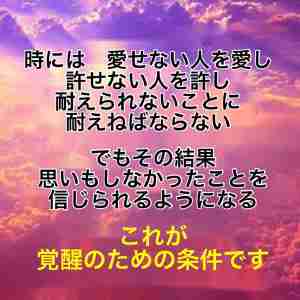 時には　愛せない人を愛し
許せない人を許し
耐えられないことに
耐えねばならない
でもその結果
思いもしなかったことを
信じられるようになる
これが
覚醒のための条件です